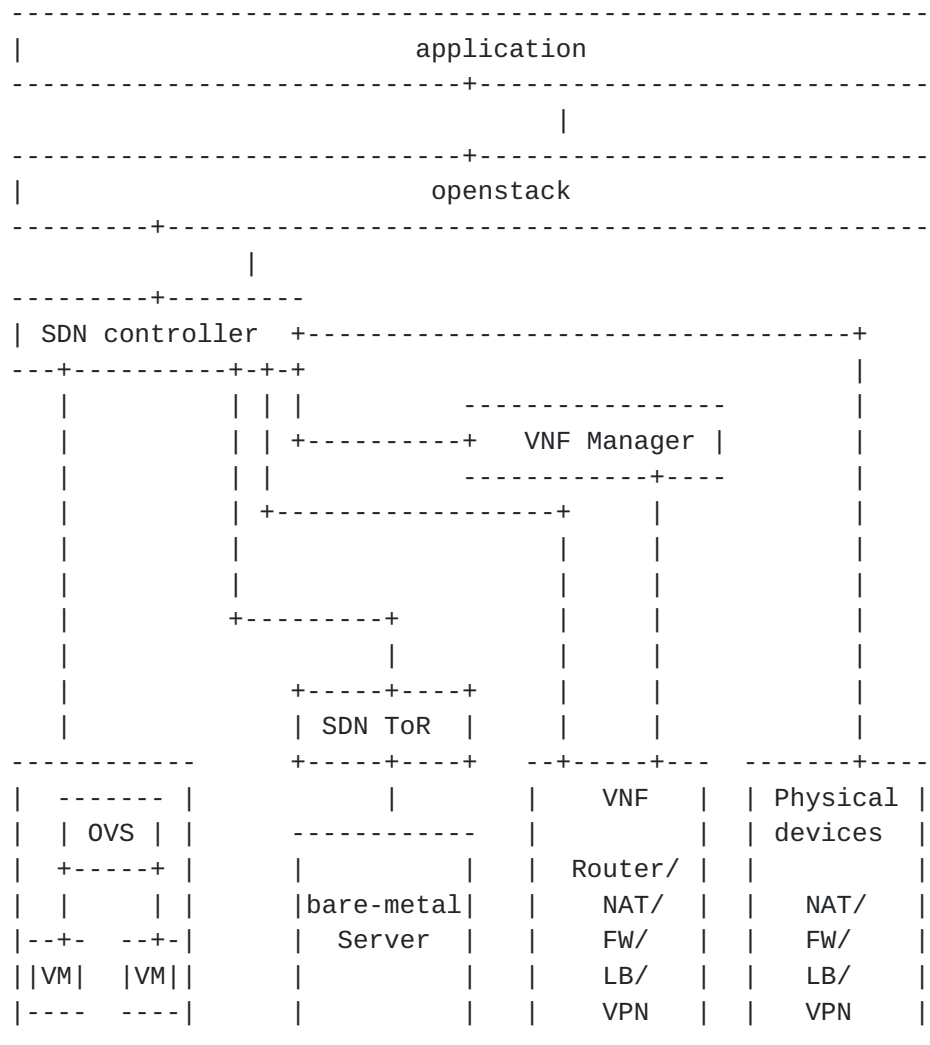 -----------------------------------------------------------
|                         application
-----------------------------+-----------------------------
                                   |
-----------------------------+-----------------------------
|                          openstack
---------+-------------------------------------------------
               |
---------+---------
| SDN controller  +-----------------------------------+
---+----------+-+-+                                   |
   |          | | |          -----------------        |
   |          | | +----------+   VNF Manager |        |
   |          | |            ------------+----        |
   |          | +------------------+     |            |
   |          |                    |     |            |
   |          |                    |     |            |
   |          +---------+          |     |            |
   |                    |          |     |            |
   |              +-----+----+     |     |            |
   |              | SDN ToR  |     |     |            |
------------      +-----+----+   --+-----+---  -------+----
|  ------- |            |        |    VNF   |  | Physical |
|  | OVS | |      ------------   |          |  | devices  |
|  +-----+ |      |          |   |  Router/ |  |          |
|  |     | |      |bare-metal|   |    NAT/  |  |   NAT/   |
|--+-  --+-|      |  Server  |   |    FW/   |  |   FW/    |
||VM|  |VM||      |          |   |    LB/   |  |   LB/    |
|----  ----|      |          |   |    VPN   |  |   VPN    |